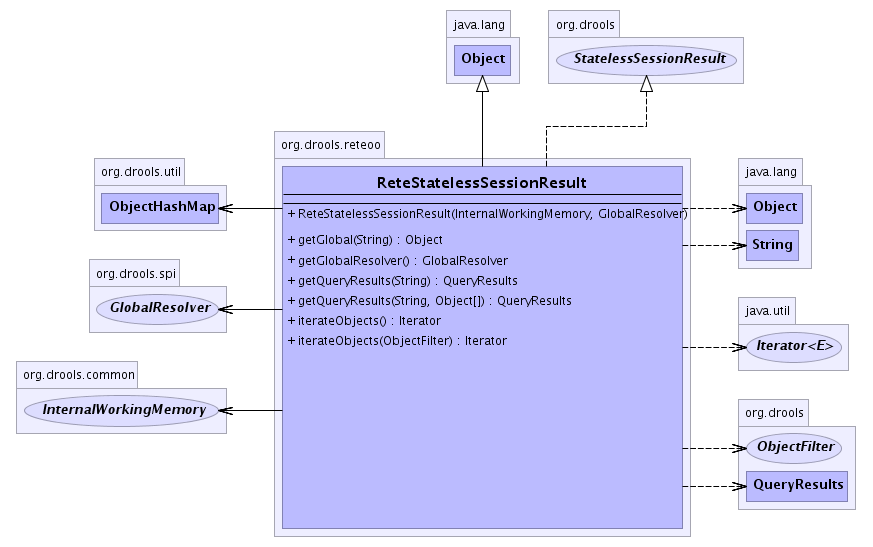 java.lang
Object
org.drools
StatelessSessionResult
org.drools.reteoo
ReteStatelessSessionResult
+ ReteStatelessSessionResult(InternalWorkingMemory, GlobalResolver)
+ getGlobal(String) : Object
+ getGlobalResolver() : GlobalResolver
+ getQueryResults(String) : QueryResults
+ getQueryResults(String, Object[]) : QueryResults
+ iterateObjects() : Iterator
+ iterateObjects(ObjectFilter) : Iterator
org.drools.util
ObjectHashMap
org.drools.spi
GlobalResolver
org.drools.common
InternalWorkingMemory
java.lang
Object
String
java.util
Iterator<E>
org.drools
ObjectFilter
QueryResults